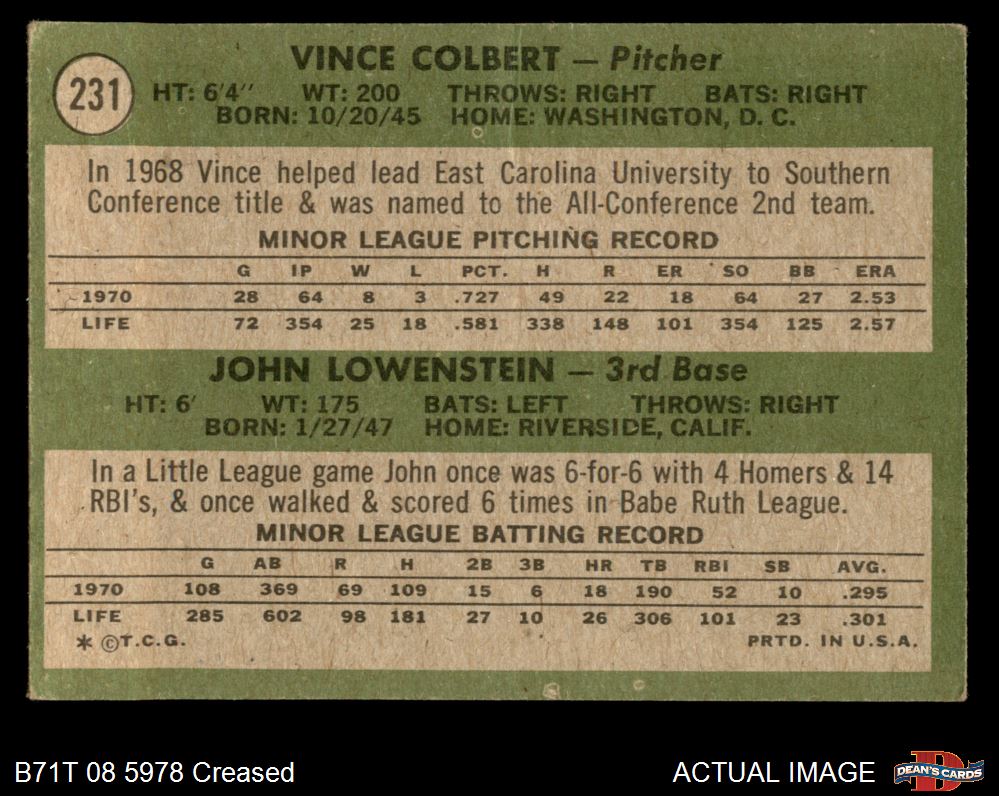 VINCE COLBERT — Pitcher
231
HT: 6'4" WT: 200 THROWS: RIGHT BATS: RIGHT
BORN: 10/20/45 HOME: WASHINGTON, D. C.
In 1968 Vince helped lead East Carolina University to Southern
Conference title & was named to the All-Conference 2nd team.
MINOR LEAGUE PITCHING RECORD
G IP W L PCT. H R ER SO BB ERA
1970 28 64 8 3 .727 49 22 18 64 27 2.53
LIFE 72 354 25 18 .581 338 148 101 354 125 2.57
JOHN LOWENSTEIN — 3rd Base
HT: 6' WT: 175 BATS: LEFT THROWS: RIGHT
BORN: 1/27/47 HOME: RIVERSIDE, CALIF.
In a Little League game John once was 6-for-6 with 4 Homers & 14
RBI's, & once walked & scored 6 times in Babe Ruth League.
MINOR LEAGUE BATTING RECORD
G AB R H 2B 3B HR TB RBI SB AVG.
1970 108 369 69 109 15 6 18 190 52 10 .295
LIFE 285 602 98 181 27 10 26 306 101 23 .301
* ©T.C.G. PRTD. IN U.S.A.
B71T 08 5978 Creased ACTUAL IMAGE DEAN'S CARDS